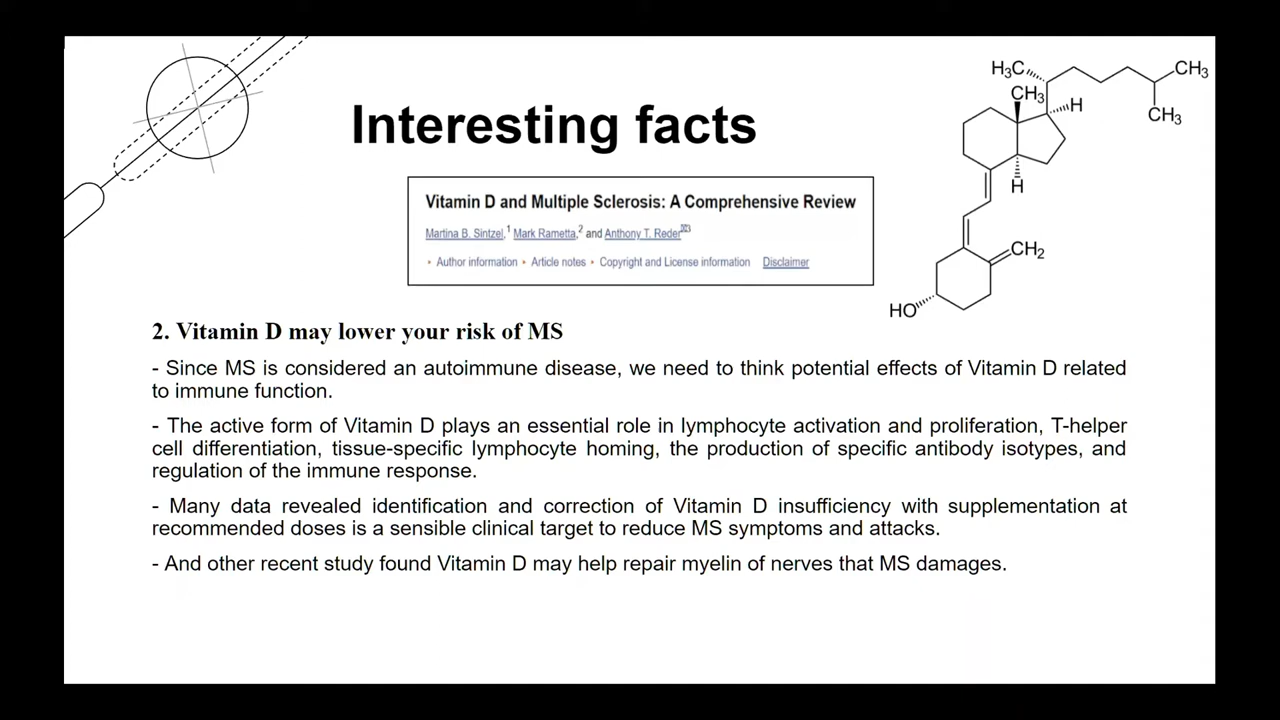 Interesting facts
H3C
CH3
CH3
H
CH3
H
CH2
HO
Vitamin D and Multiple Sclerosis: A Comprehensive Review
Martina B. Sintzel,1 Mark Rametta,2 and Anthony T. Reder3
• Author information • Article notes • Copyright and License information Disclaimer
2. Vitamin D may lower your risk of MS
- Since MS is considered an autoimmune disease, we need to think potential effects of Vitamin D related
to immune function.
- The active form of Vitamin D plays an essential role in lymphocyte activation and proliferation, T-helper
cell differentiation, tissue-specific lymphocyte homing, the production of specific antibody isotypes, and
regulation of the immune response.
- Many data revealed identification and correction of Vitamin D insufficiency with supplementation at
recommended doses is a sensible clinical target to reduce MS symptoms and attacks.
- And other recent study found Vitamin D may help repair myelin of nerves that MS damages.